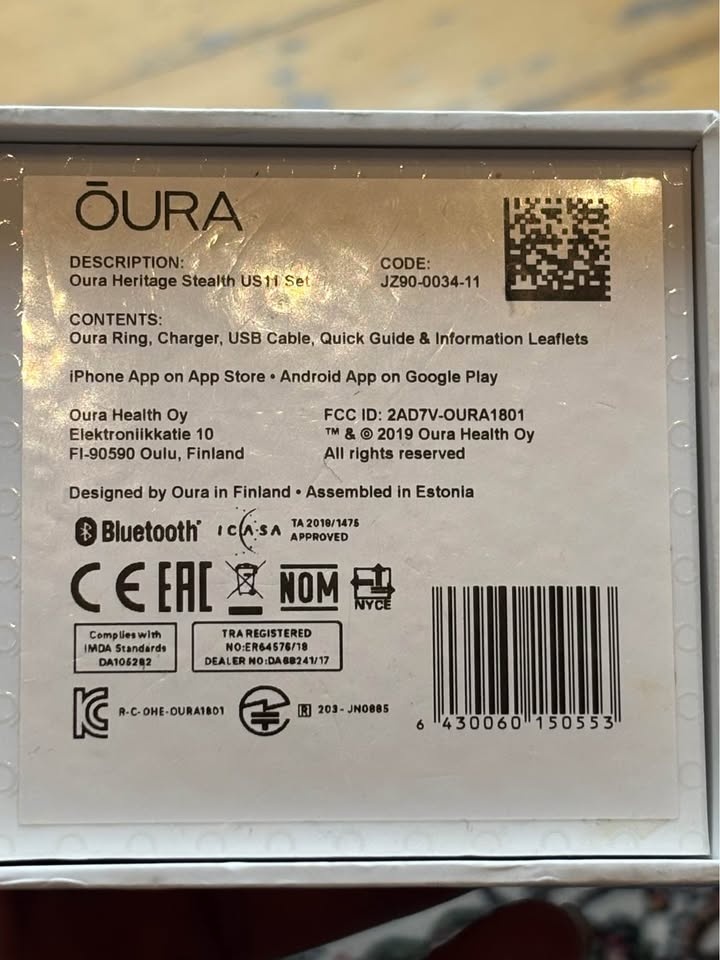 ŌURA
DESCRIPTION:
Oura Heritage Stealth US11 Set
CODE:
JZ90-0034-11
CONTENTS:
Oura Ring, Charger, USB Cable, Quick Guide & Information Leaflets
iPhone App on App Store • Android App on Google Play
Oura Health Oy
Elektroniikkatie 10
FI-90590 Oulu, Finland
FCC ID: 2AD7V-OURA1801
™ & © 2019 Oura Health Oy
All rights reserved
Designed by Oura in Finland • Assembled in Estonia
Bluetooth®
ICASA
TA 2018/1475
APPROVED
CE EAC NOM NYCE
Complies with
IMDA Standards
DA105282
TRA REGISTERED
NO:ER64576/18
DEALER NO:DA68241/17
R-C-OHE-OURA1801
R 203-JN0885
6 430060 150553